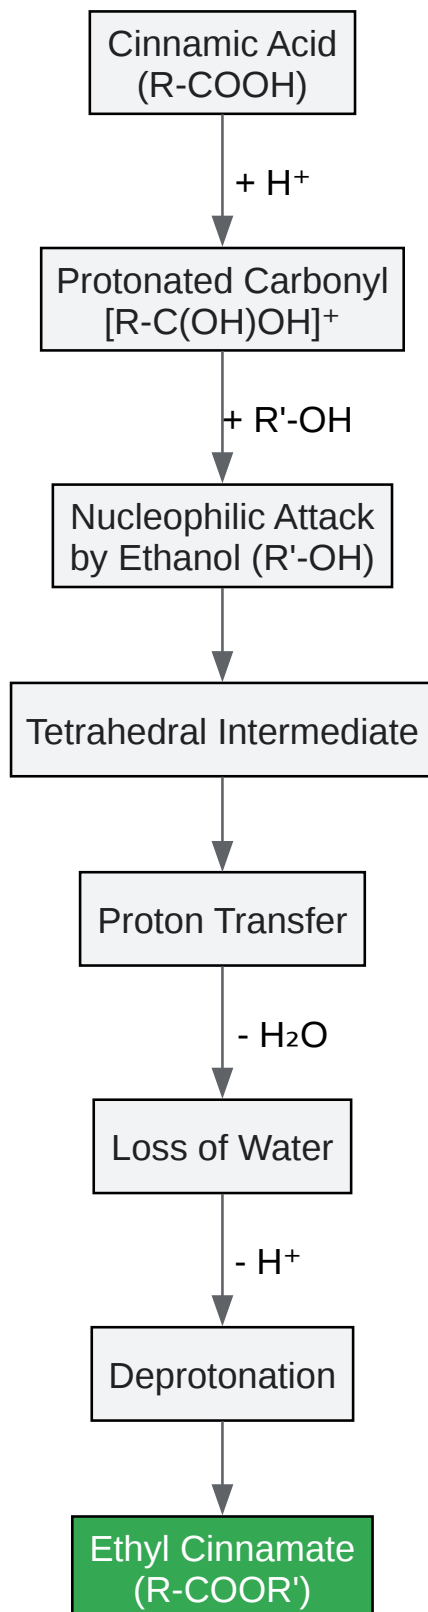 Cinnamic Acid
(R-COOH)
+ H⁺
Protonated Carbonyl
[R-C(OH)OH]⁺
+ R'-OH
Nucleophilic Attack
by Ethanol (R'-OH)
Tetrahedral Intermediate
Proton Transfer
- H₂O
Loss of Water
- H⁺
Deprotonation
Ethyl Cinnamate
(R-COOR')